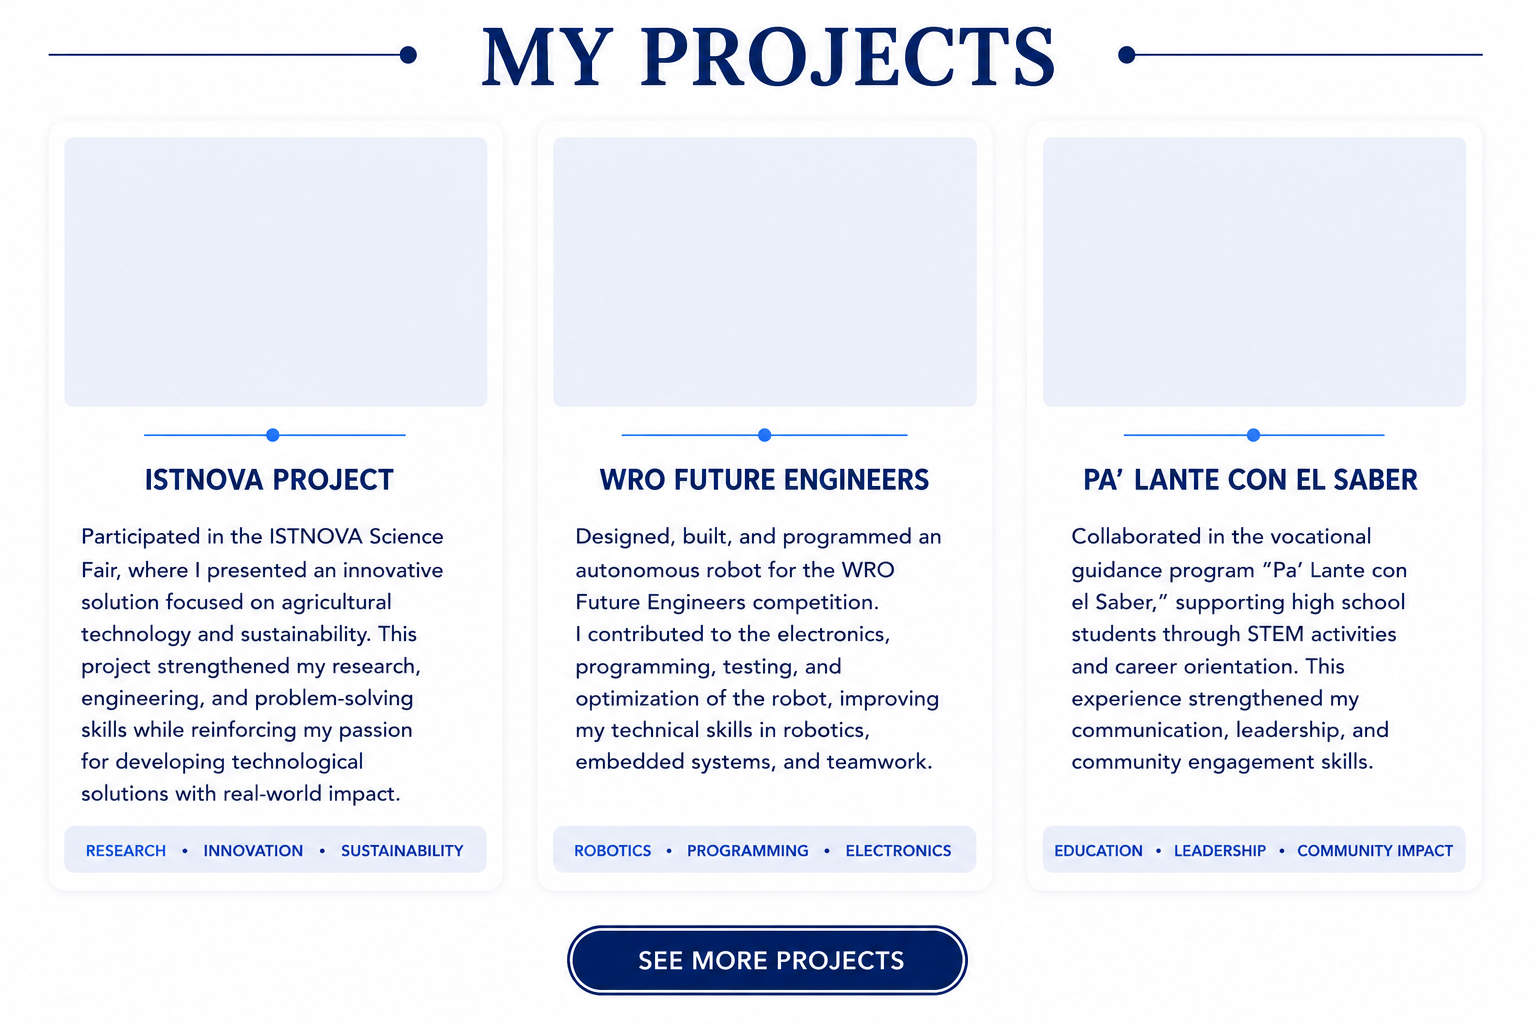 MY PROJECTS
ISTNOVA PROJECT
Participated in the ISTNOVA Science
Fair, where I presented an innovative
solution focused on agricultural
technology and sustainability. This
project strengthened my research,
engineering, and problem-solving
skills while reinforcing my passion
for developing technological
solutions with real-world impact.
RESEARCH • INNOVATION • SUSTAINABILITY
WRO FUTURE ENGINEERS
Designed, built, and programmed an
autonomous robot for the WRO
Future Engineers competition.
I contributed to the electronics,
programming, testing, and
optimization of the robot, improving
my technical skills in robotics,
embedded systems, and teamwork.
ROBOTICS • PROGRAMMING • ELECTRONICS
PA’ LANTE CON EL SABER
Collaborated in the vocational
guidance program “Pa’ Lante con
el Saber,” supporting high school
students through STEM activities
and career orientation. This
experience strengthened my
communication, leadership, and
community engagement skills.
EDUCATION • LEADERSHIP • COMMUNITY IMPACT
SEE MORE PROJECTS